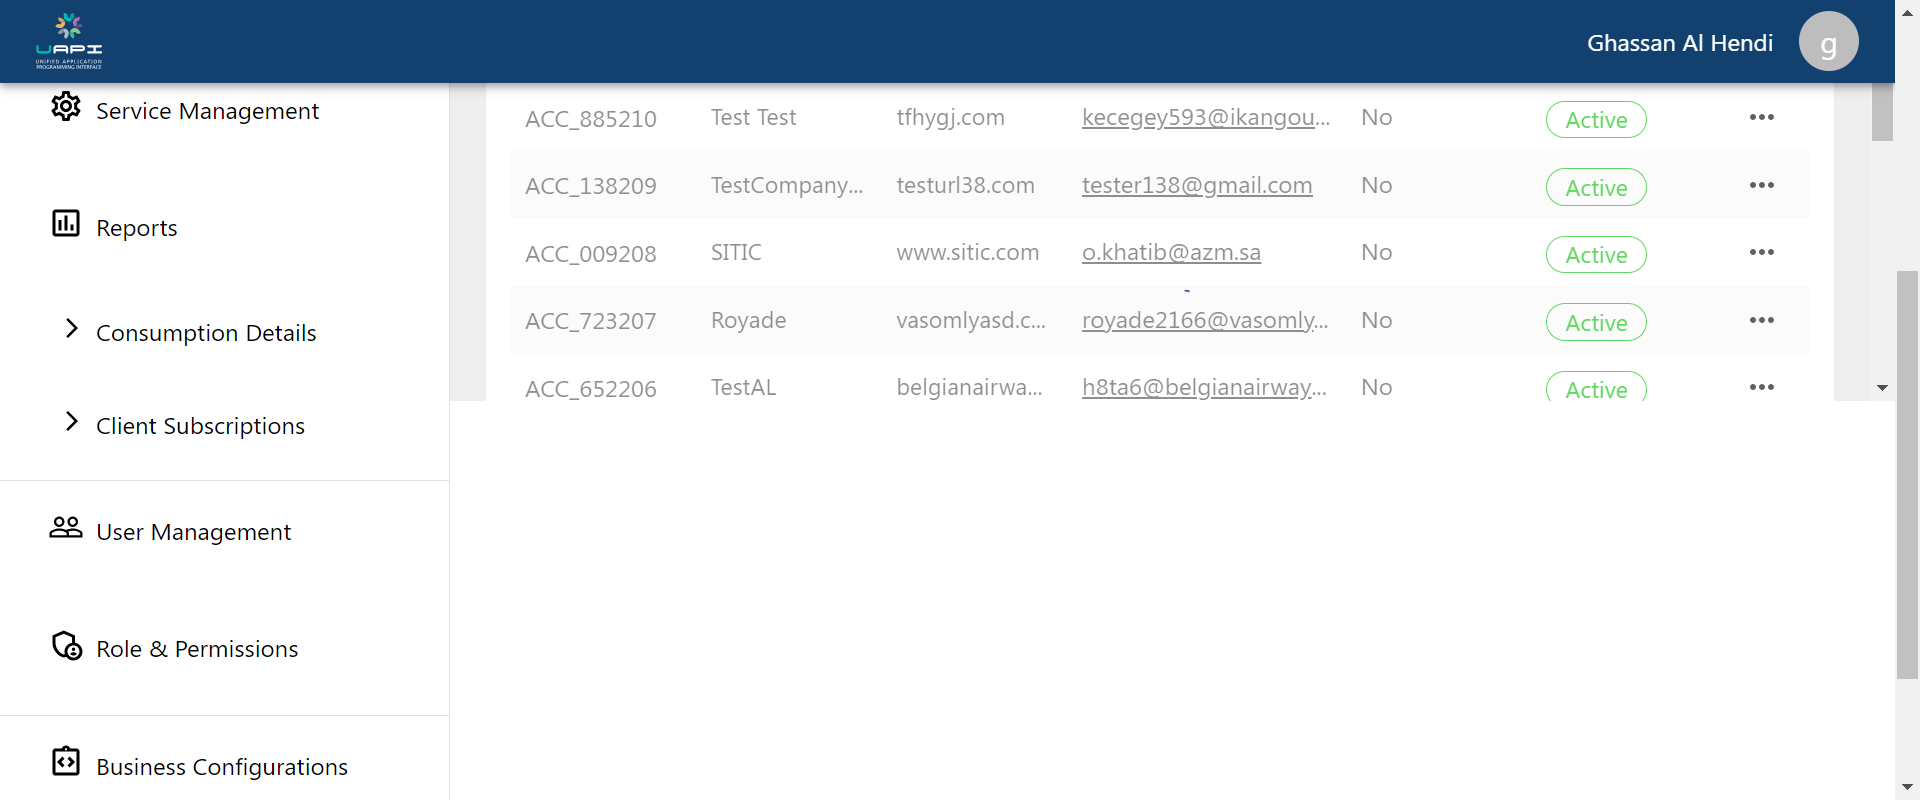 UAPI
UNIFIED APPLICATION
PROGRAMMING INTERFACE
Ghassan Al Hendi
g
Service Management
Reports
Consumption Details
Client Subscriptions
User Management
Role & Permissions
Business Configurations
ACC_885210 Test Test tfhygj.com kecegey593@ikangou... No Active
ACC_138209 TestCompany... testurl38.com tester138@gmail.com No Active
ACC_009208 SITIC www.sitic.com o.khatib@azm.sa No Active
ACC_723207 Royade vasomlyasd.c... royade2166@vasomly... No Active
ACC_652206 TestAL belgianairwa... h8ta6@belgianairway... No Active